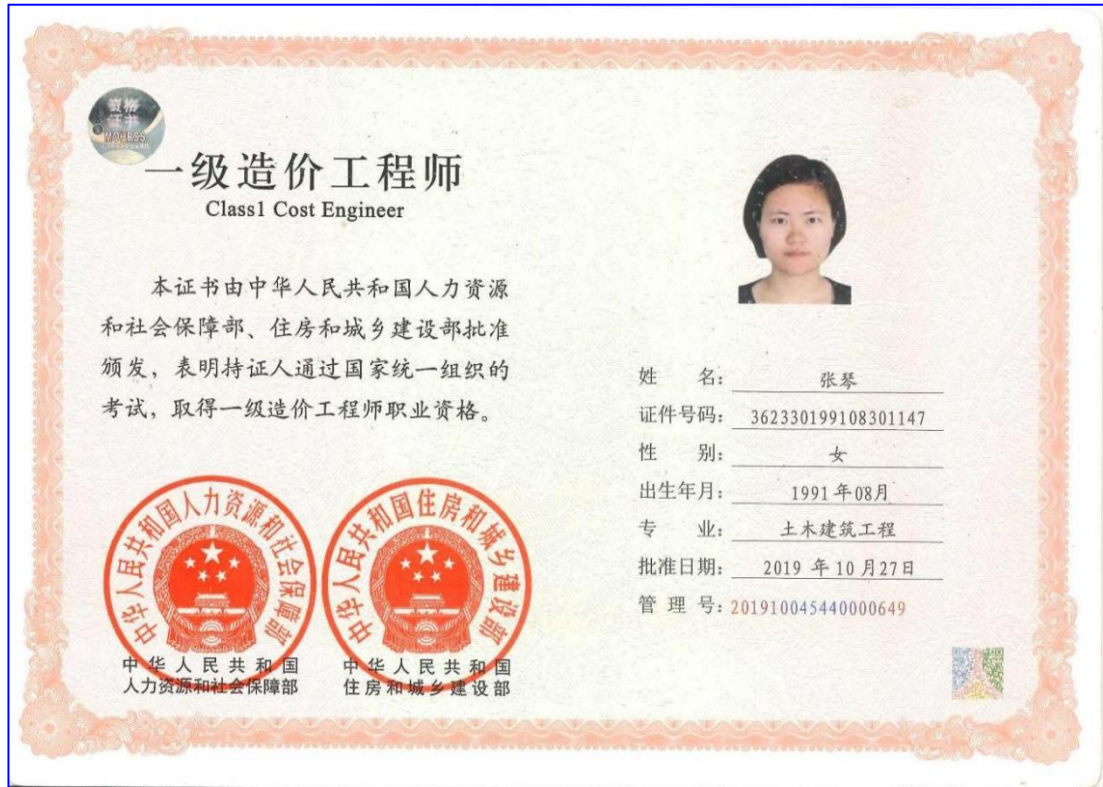 资格
证书
MOHRSS
一级造价工程师
Class1 Cost Engineer
本证书由中华人民共和国人力资源
和社会保障部、住房和城乡建设部批准
颁发，表明持证人通过国家统一组织的
考试，取得一级造价工程师职业资格。
中华人民共和国人力资源和社会保障部
中华人民共和国住房和城乡建设部
中华人民共和国
人力资源和社会保障部
中华人民共和国
住房和城乡建设部
姓 名：张琴
证件号码：362330199108301147
性 别：女
出生年月：1991年08月
专 业：土木建筑工程
批准日期：2019 年 10 月27日
管 理 号：201910045440000649